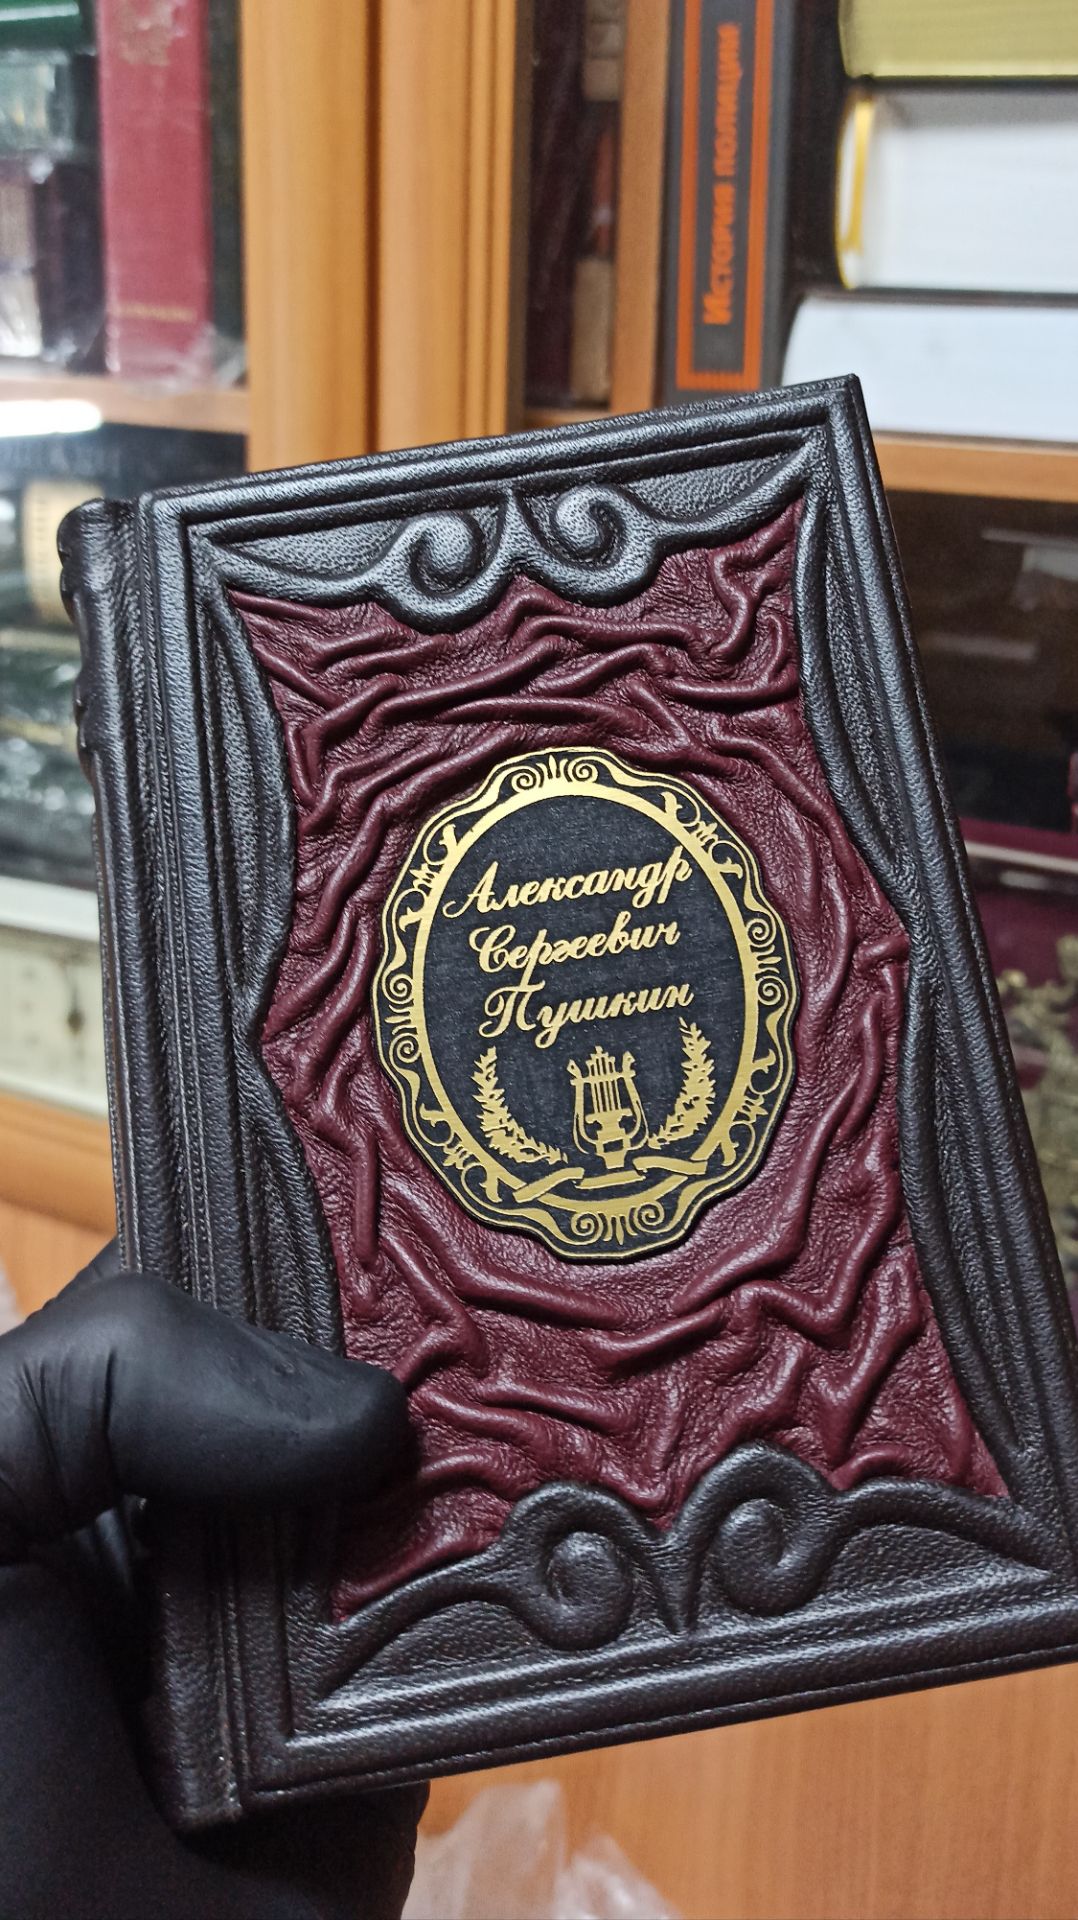 История полиции
Александр
Сергеевич
Пушкин